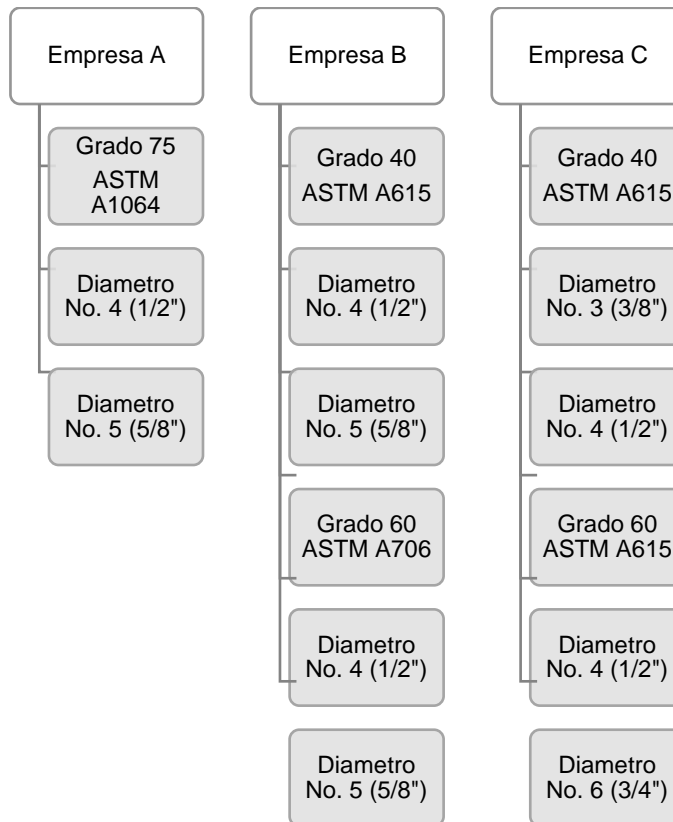 Empresa A
Grado 75
ASTM
A1064
Diametro
No. 4 (1/2")
Diametro
No. 5 (5/8")
Empresa B
Grado 40
ASTM A615
Diametro
No. 4 (1/2")
Diametro
No. 5 (5/8")
Grado 60
ASTM A706
Diametro
No. 4 (1/2")
Diametro
No. 5 (5/8")
Empresa C
Grado 40
ASTM A615
Diametro
No. 3 (3/8")
Diametro
No. 4 (1/2")
Grado 60
ASTM A615
Diametro
No. 4 (1/2")
Diametro
No. 6 (3/4")